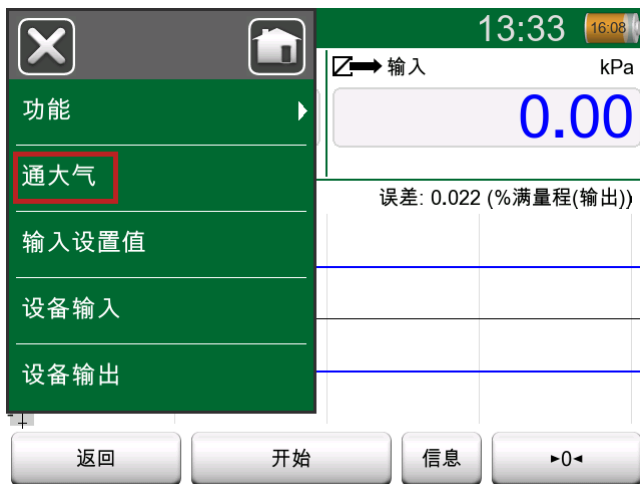 13:33
16:08
输入
kPa
0.00
误差: 0.022 (%满量程(输出))
功能
通大气
输入设置值
设备输入
设备输出
返回
开始
信息
►0◄